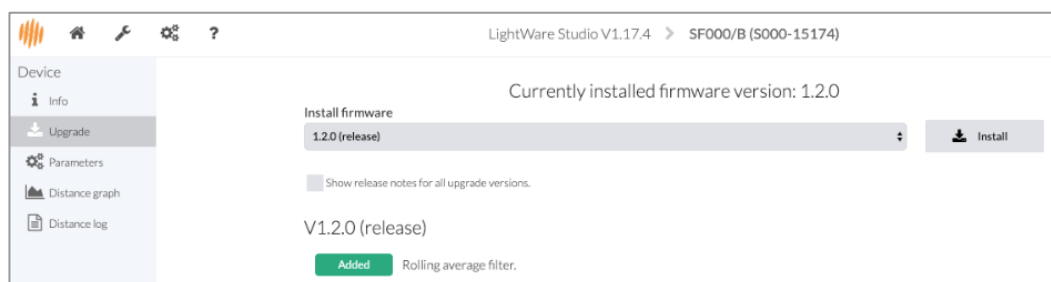 ?
LightWare Studio V1.17.4 > SF000/B (S000-15174)
Device
i Info
Upgrade
Parameters
Distance graph
Distance log
Currently installed firmware version: 1.2.0
Install firmware
1.2.0 (release)
Install
Show release notes for all upgrade versions.
V1.2.0 (release)
Added Rolling average filter.